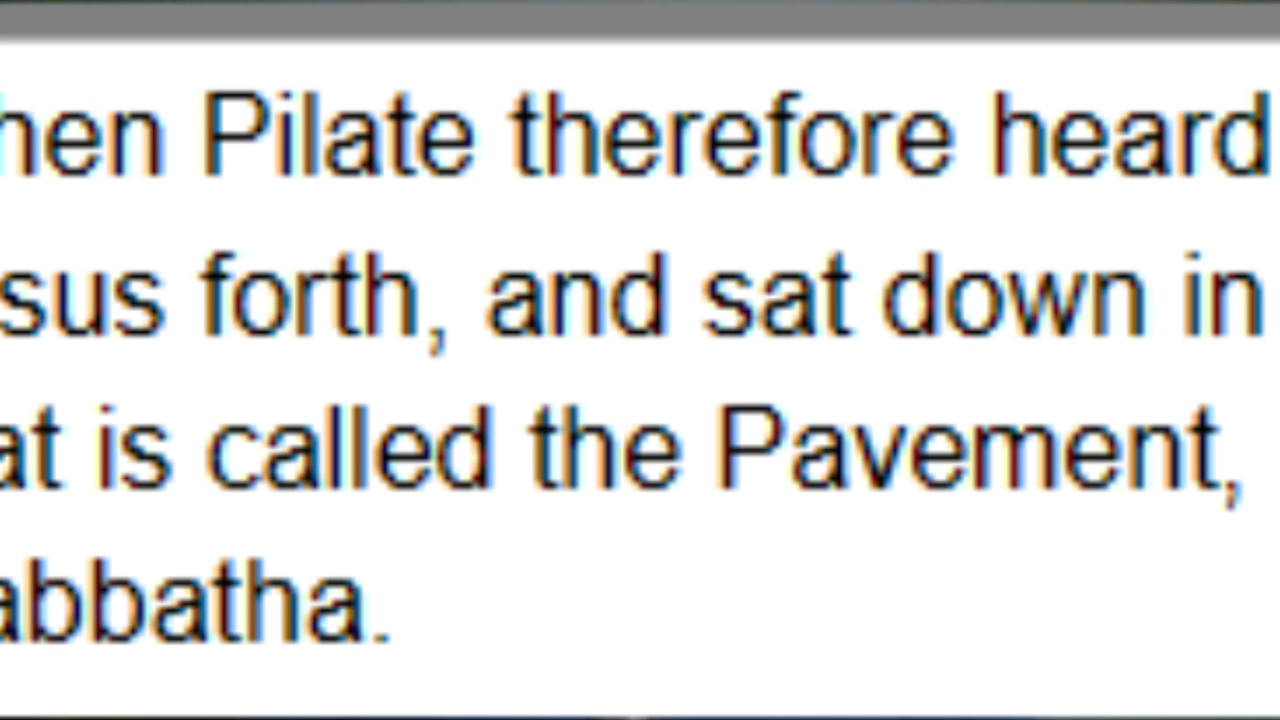 hen Pilate therefore heard
sus forth, and sat down in
at is called the Pavement,
abbatha.